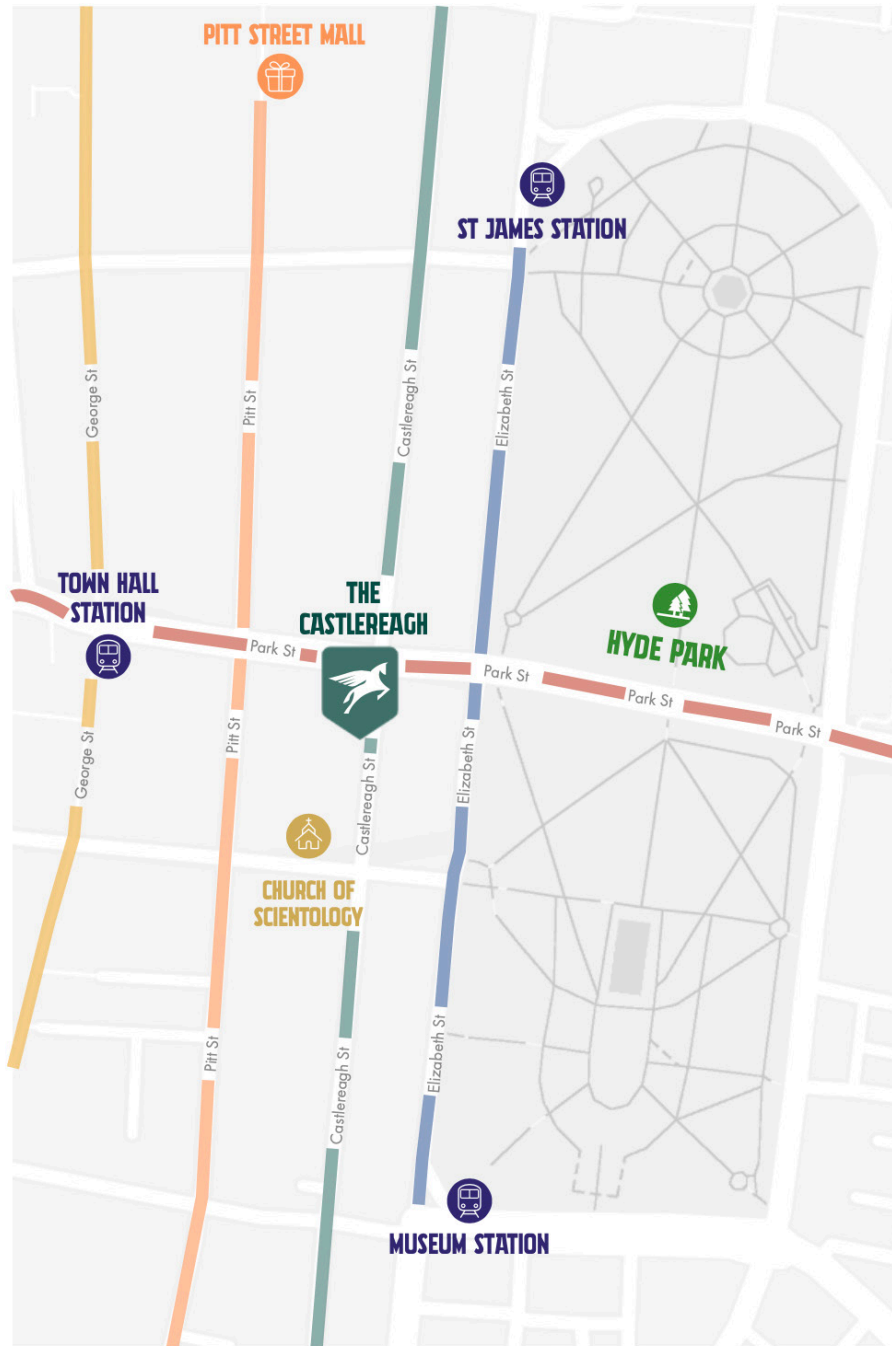 PITT STREET MALL
ST JAMES STATION
George St
Pitt St
Castlereagh St
Elizabeth St
TOWN HALL
STATION
THE
CASTLEREAGH
HYDE PARK
Park St
Park St
Park St
Park St
George St
Pitt St
Castlereagh St
Elizabeth St
CHURCH OF
SCIENTOLOGY
Pitt St
Castlereagh St
Elizabeth St
MUSEUM STATION